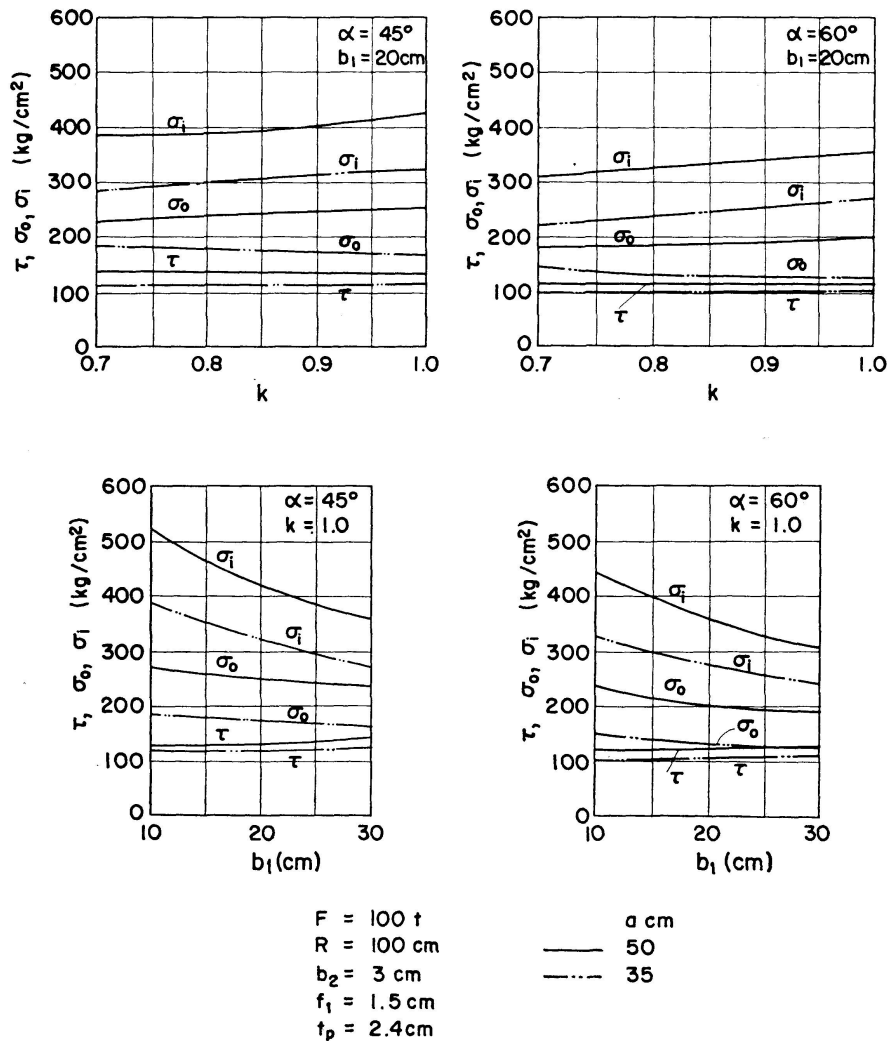 τ, σo, σi (kg/cm²)
600
500
400
300
200
100
0
α = 45°
b1 = 20cm
σi
σi
σo
σo
τ
τ
0.7
0.8
0.9
1.0
k
τ, σo, σi (kg/cm²)
600
500
400
300
200
100
0
α = 60°
b1 = 20cm
σi
σi
σo
σo
τ
τ
0.7
0.8
0.9
1.0
k
τ, σo, σi (kg/cm²)
600
500
400
300
200
100
0
α = 45°
k = 1.0
σi
σi
σo
σo
τ
τ
10
20
30
b1 (cm)
τ, σo, σi (kg/cm²)
600
500
400
300
200
100
0
α = 60°
k = 1.0
σi
σi
σo
σo
τ
τ
10
20
30
b1 (cm)
F = 100 t
R = 100 cm
b2 = 3 cm
f1 = 1.5 cm
tp = 2.4cm
a cm
50
35